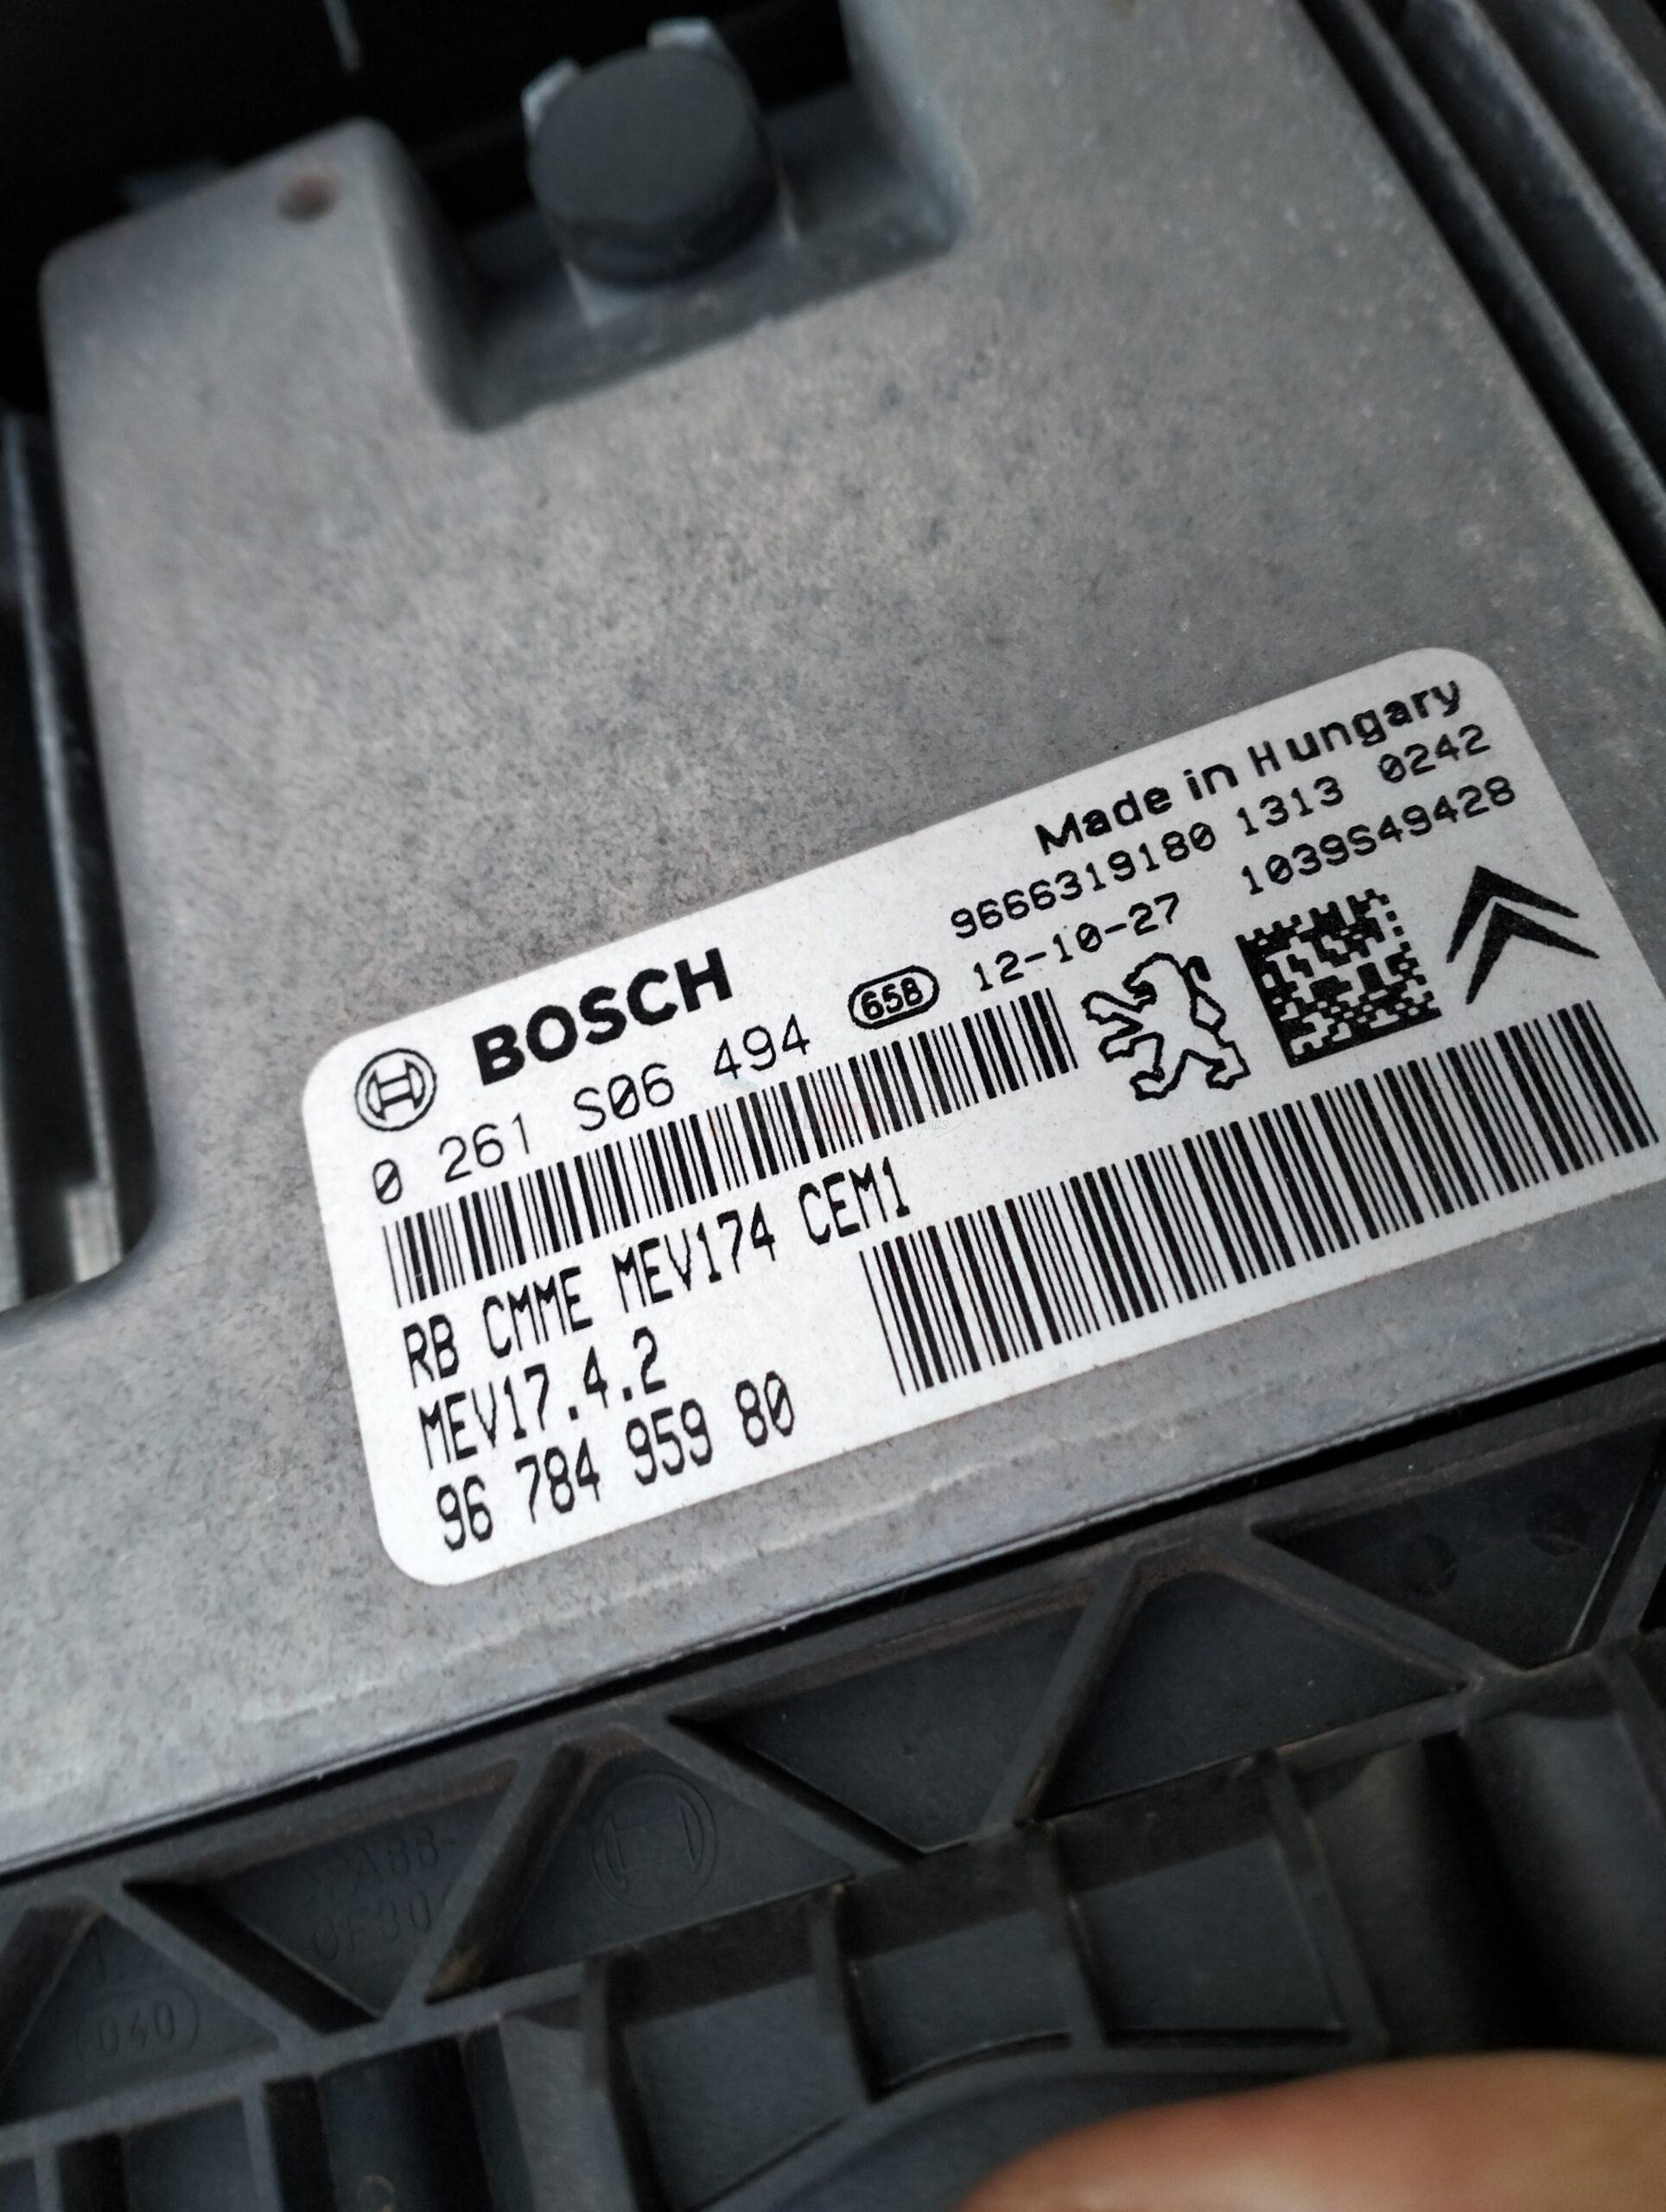 Made in Hungary
9666319180 1313 0242
12-10-27 1039S49428
BOSCH
0 261 S06 494
658
RB CMME MEV174 CEM1
MEV17.4.2
96 784 959 80
(040)